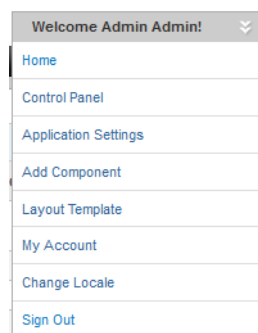 Welcome Admin Admin!
Home
Control Panel
Application Settings
Add Component
Layout Template
My Account
Change Locale
Sign Out